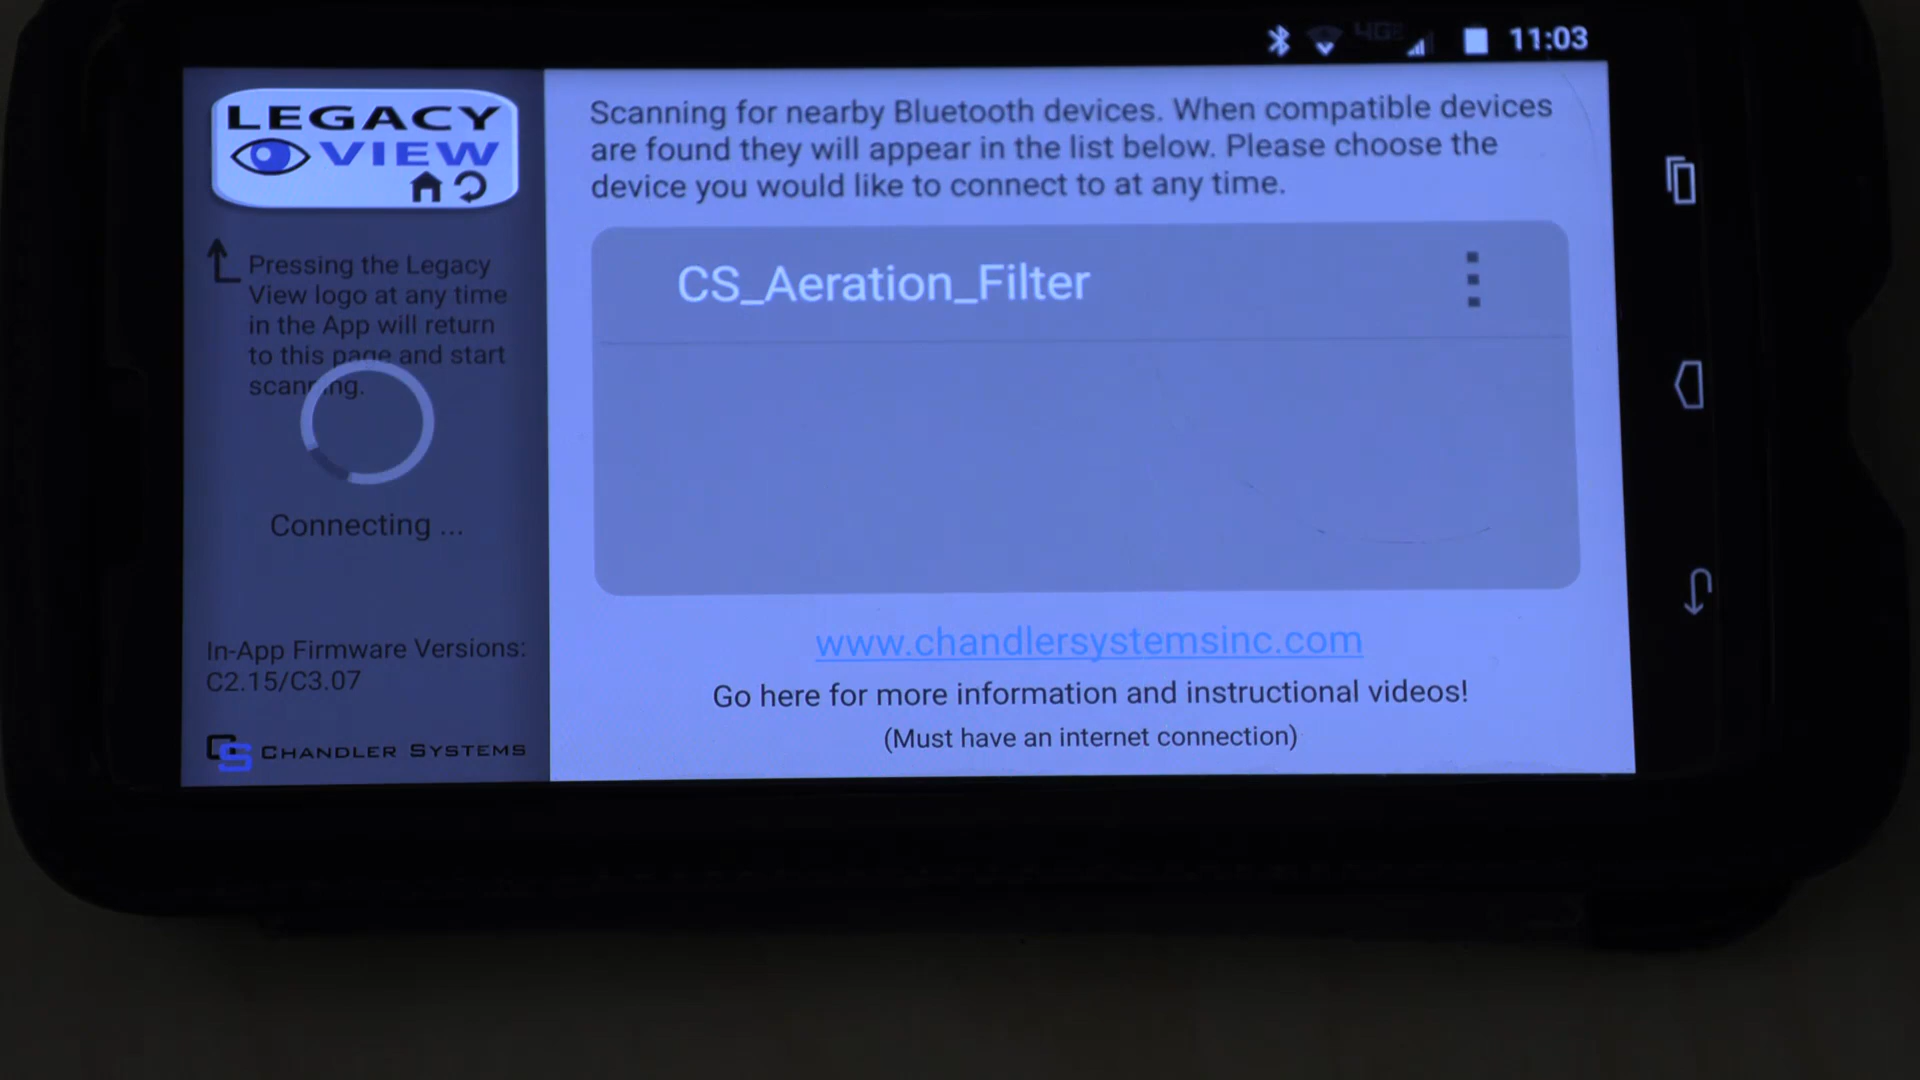 4G
11:03
LEGACY
VIEW
Scanning for nearby Bluetooth devices. When compatible devices
are found they will appear in the list below. Please choose the
device you would like to connect to at any time.
Pressing the Legacy
View logo at any time
in the App will return
to this page and start
scanning.
CS_Aeration_Filter
Connecting ...
In-App Firmware Versions:
C2.15/C3.07
CS CHANDLER SYSTEMS
www.chandlersystemsinc.com
Go here for more information and instructional videos!
(Must have an internet connection)